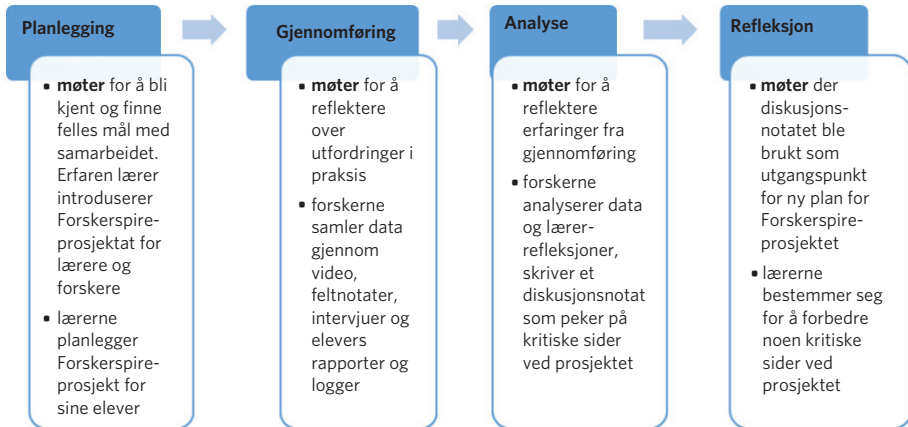 Planlegging
• møter for å bli
kjent og finne
felles mål med
samarbeidet.
Erfaren lærer
introduserer
Forskerspire-
prosjektat for
lærere og
forskere
• lærerne
planlegger
Forskerspire-
prosjekt for
sine elever
Gjennomføring
• møter for å
reflektere
over
utfordringer i
praksis
• forskerne
samler data
gjennom
video,
feltnotater,
intervjuer og
elevers
rapporter og
logger
Analyse
• møter for å
reflektere
erfaringer fra
gjennomføring
• forskerne
analyserer data
og lærer-
refleksjoner,
skriver et
diskusjonsnotat
som peker på
kritiske sider
ved prosjektet
Refleksjon
• møter der
diskusjons-
notatet ble
brukt som
utgangspunkt
for ny plan for
Forskerspire-
prosjektet
• lærerne
bestemmer seg
for å forbedre
noen kritiske
sider ved
prosjektet